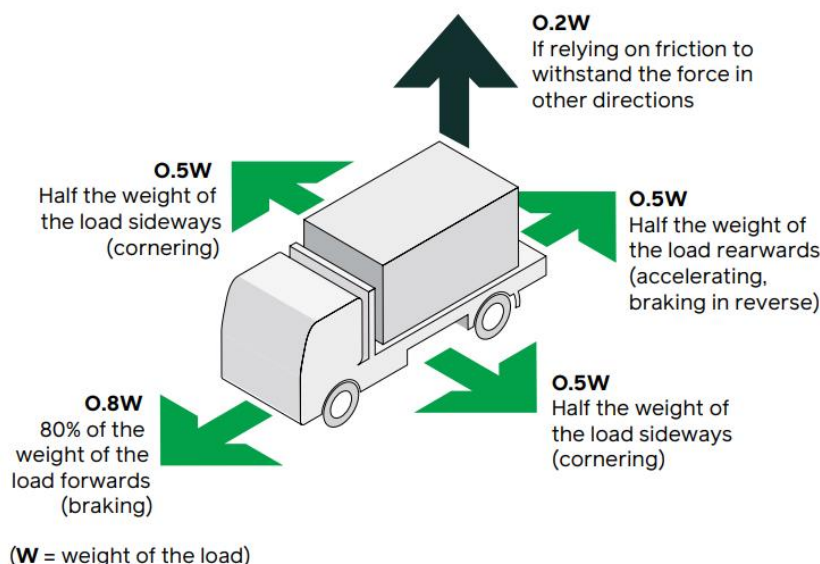 0.2W
If relying on friction to
withstand the force in
other directions
0.5W
Half the weight of
the load sideways
(cornering)
0.5W
Half the weight of
the load rearwards
(accelerating,
braking in reverse)
0.8W
80% of the
weight of the
load forwards
(braking)
0.5W
Half the weight of
the load sideways
(cornering)
(W = weight of the load)